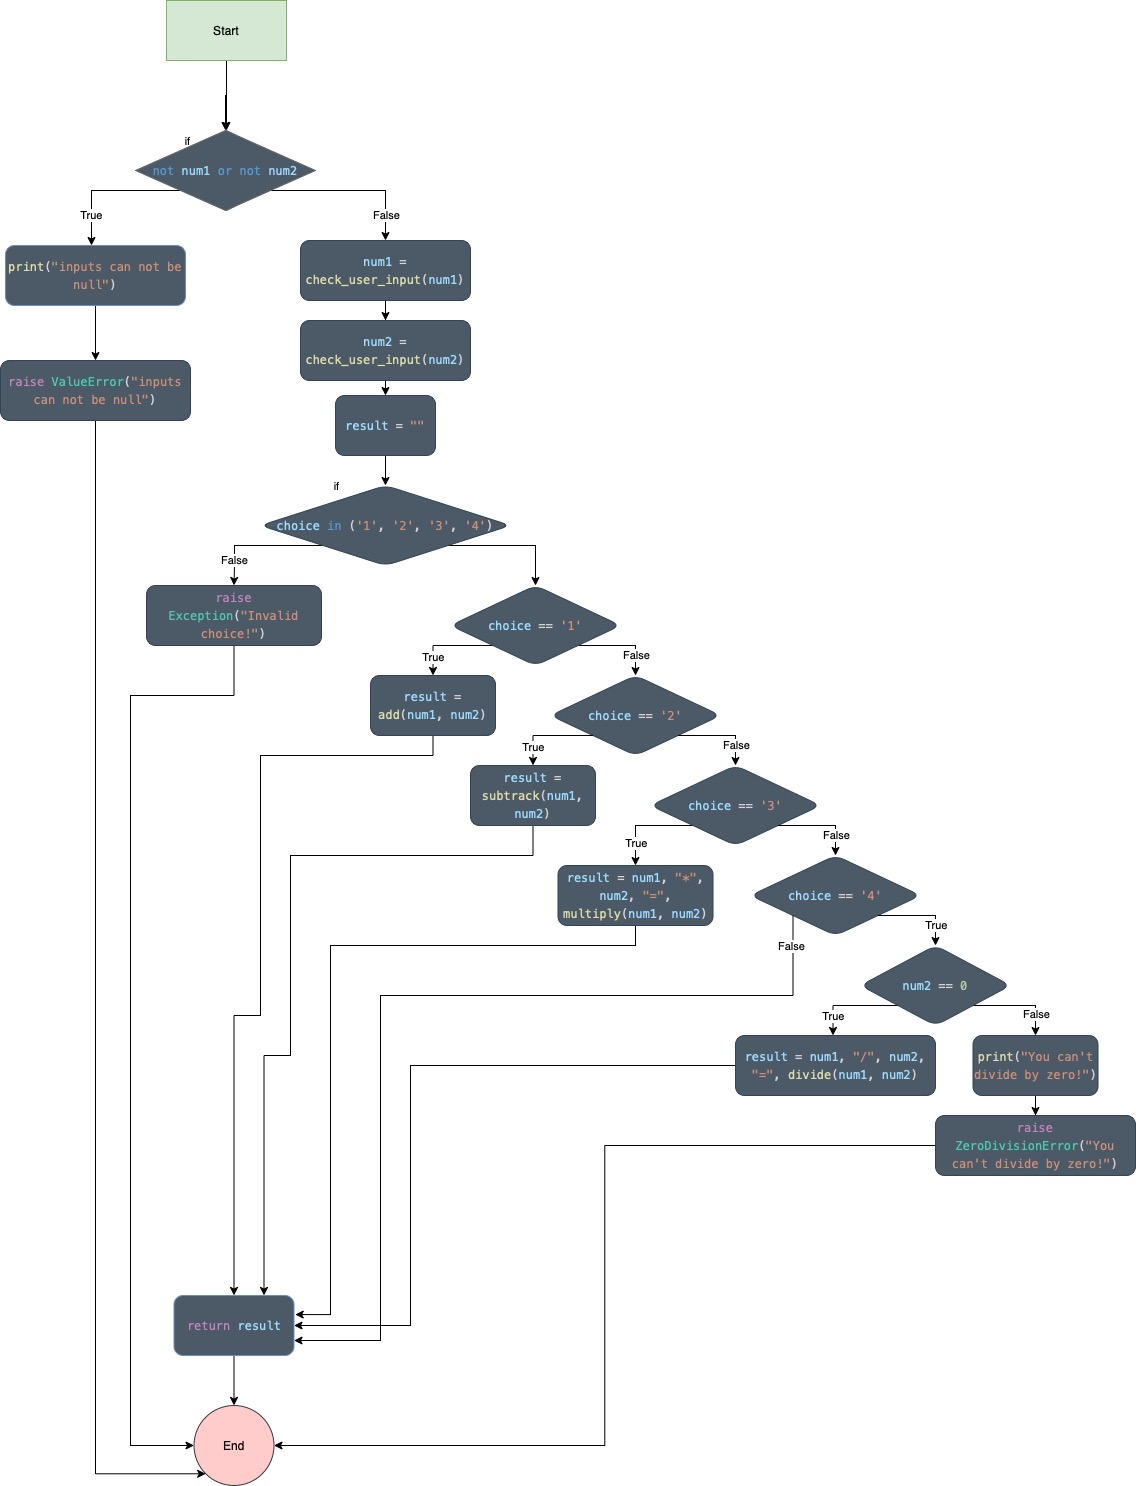 Start
if
not num1 or not num2
True
False
print("inputs can not be
null")
num1 =
check_user_input(num1)
num2 =
check_user_input(num2)
raise ValueError("inputs
can not be null")
result = ""
if
choice in ('1', '2', '3', '4')
False
raise
Exception("Invalid
choice!")
choice == '1'
True
False
result =
add(num1, num2)
choice == '2'
True
False
result =
subtrack(num1,
num2)
choice == '3'
True
False
result = num1, "*",
num2, "=",
multiply(num1, num2)
choice == '4'
False
True
num2 == 0
True
False
result = num1, "/", num2,
"=", divide(num1, num2)
print("You can't
divide by zero!")
raise
ZeroDivisionError("You
can't divide by zero!")
return result
End